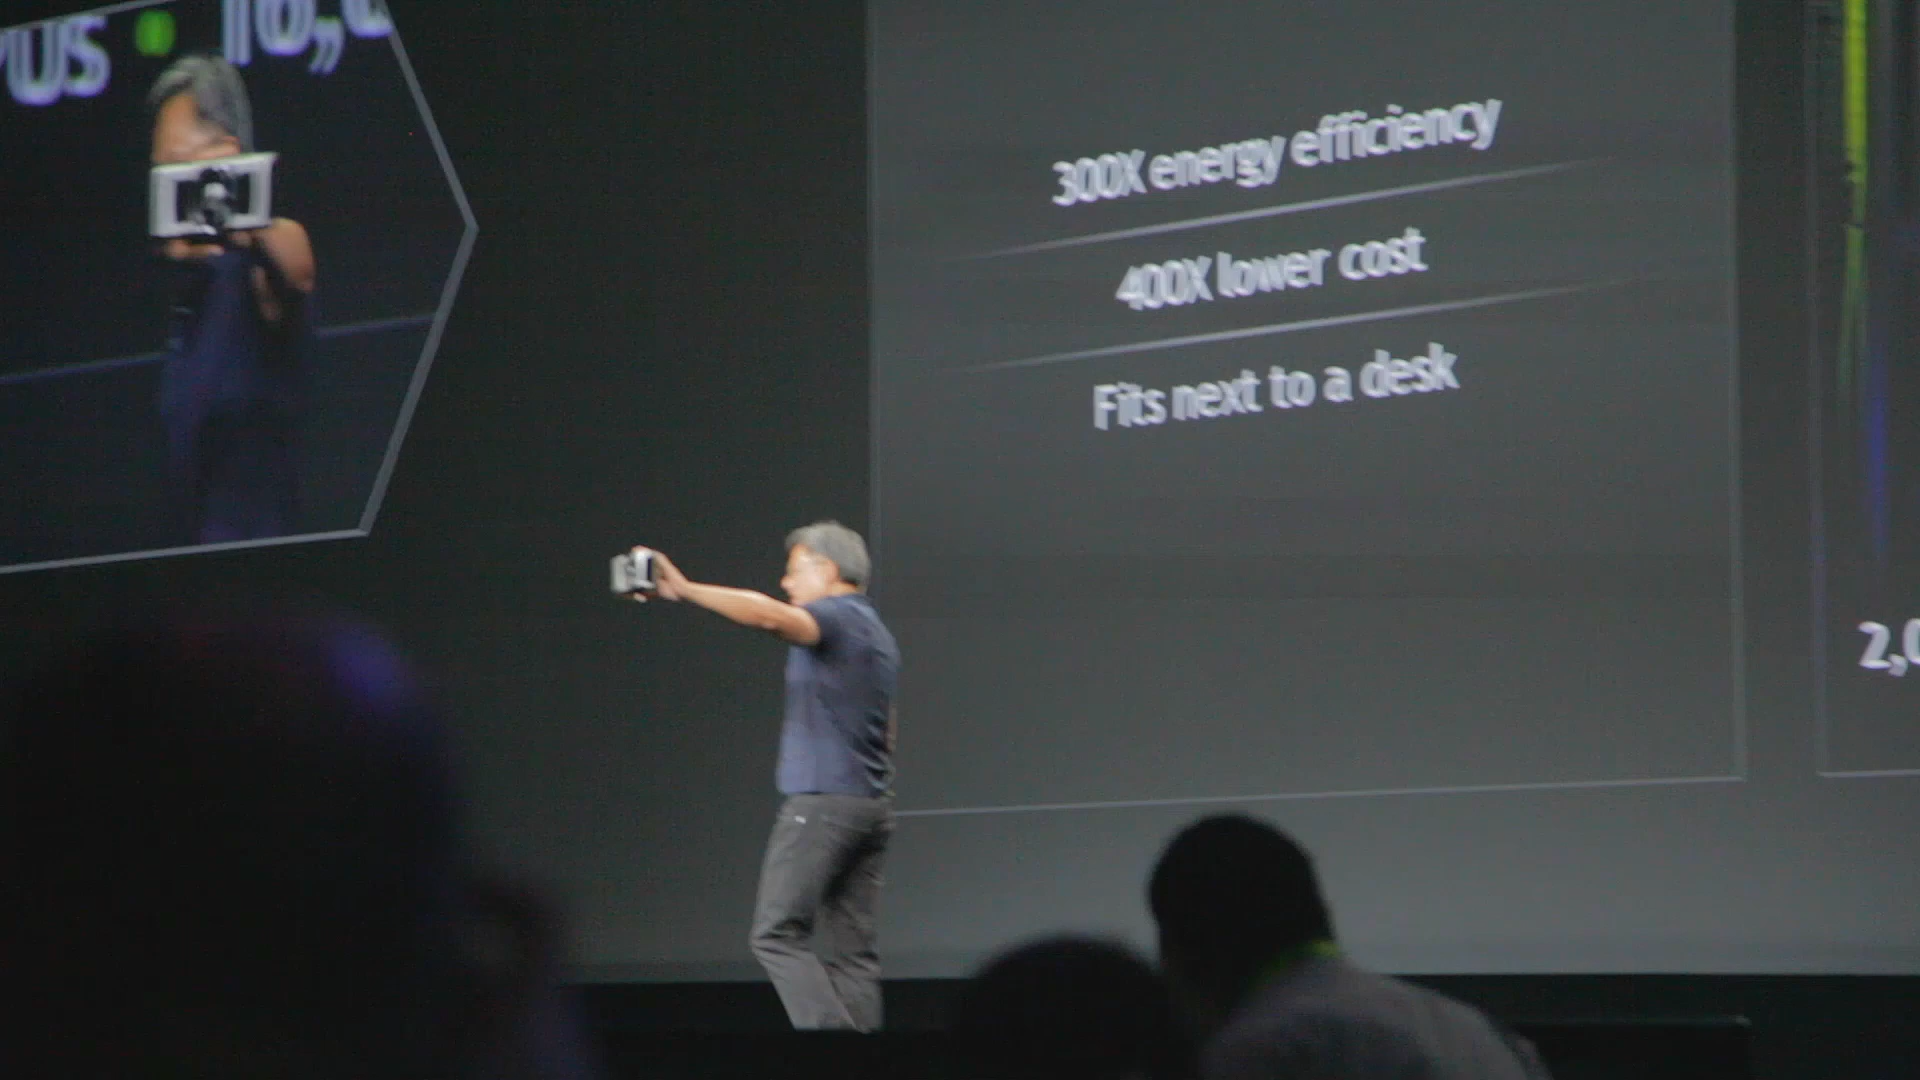 300X energy efficiency
400X lower cost
Fits next to a desk